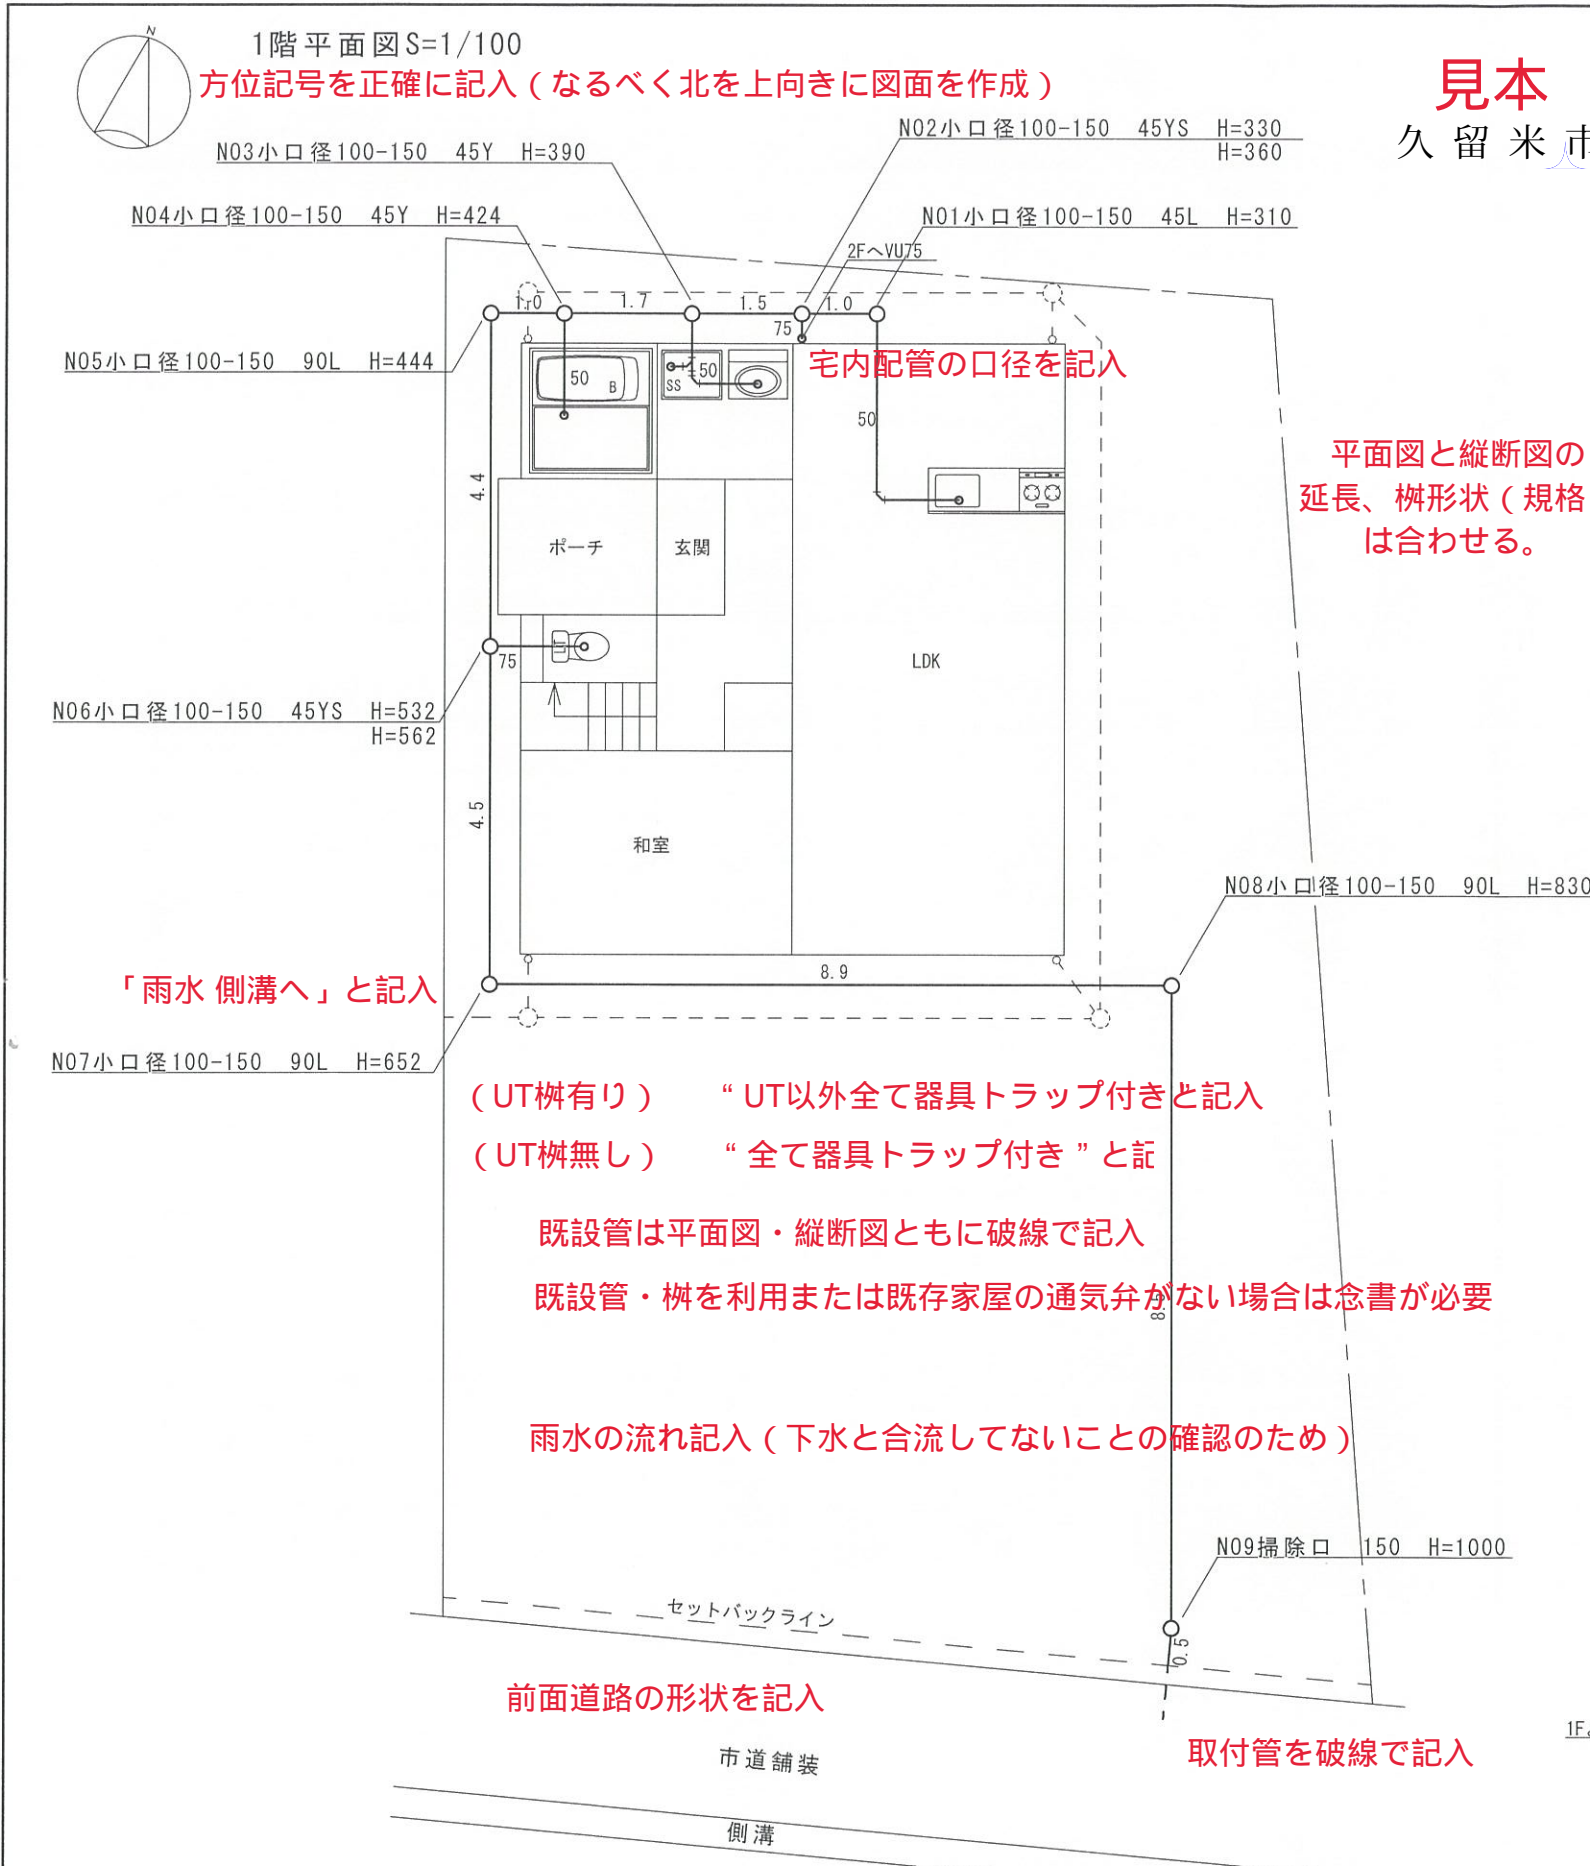 N
1階平面図S=1/100
方位記号を正確に記入(なるべく北を上向きに図面を作成)
見本
久留米市
NO2小口径100-150 45YS H=330
H=360
NO3小口径100-150 45Y H=390
NO4小口径100-150 45Y H=424
NO1小口径100-150 45L H=310
2FへVU75
1.0
1.7
1.5
1.0
75
NO5小口径100-150 90L H=444
宅内配管の口径を記入
50
B
SS
50
50
平面図と縦断図の
延長、桝形状(規格
は合わせる。
4.4
ポーチ
玄関
LDK
75
NO6小口径100-150 45YS H=532
H=562
4.5
和室
NO8小口径100-150 90L H=830
8.9
「雨水 側溝へ」と記入
NO7小口径100-150 90L H=652
(UT桝有り) “UT以外全て器具トラップ付きと記入
(UT桝無し) “全て器具トラップ付き”と記
既設管は平面図・縦断図ともに破線で記入
既設管・桝を利用または既存家屋の通気弁がない場合は念書が必要
雨水の流れ記入(下水と合流してないことの確認のため)
NO9掃除口 150 H=1000
セットバックライン
0.5
前面道路の形状を記入
取付管を破線で記入
市道舗装
側溝